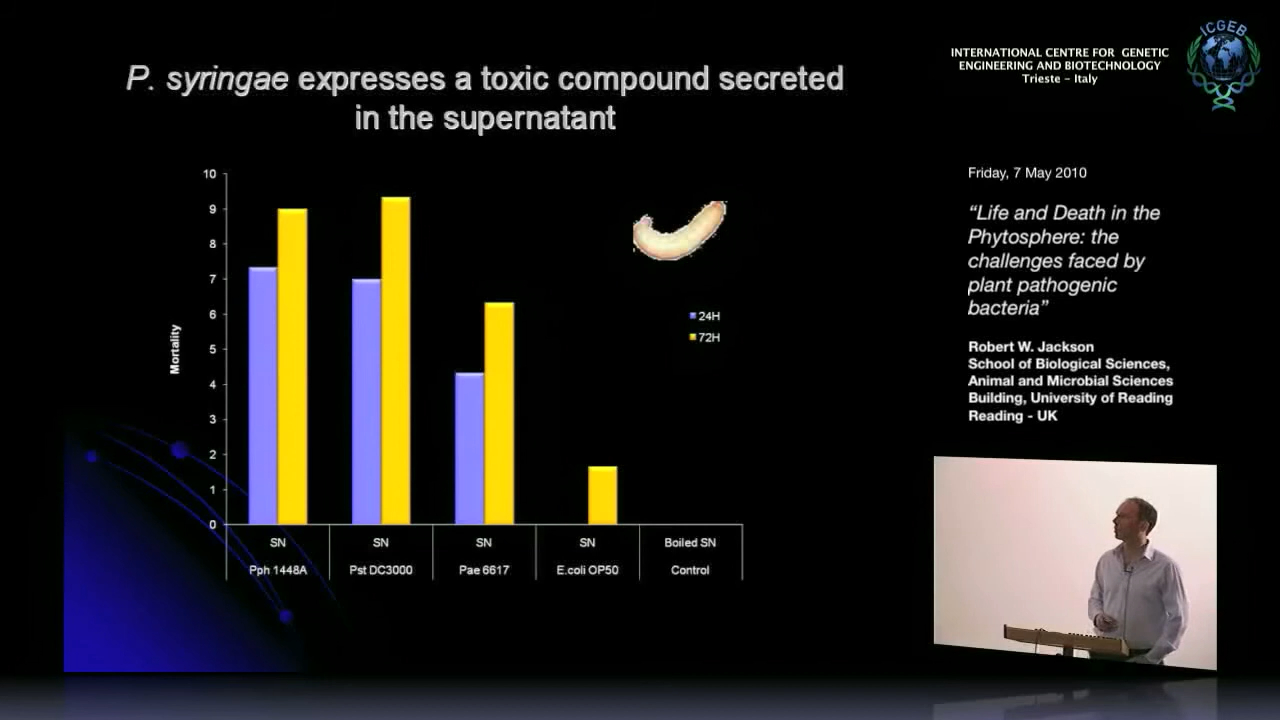 P. syringae expresses a toxic compound secreted
in the supernatant
10
9
8
7
6
5
4
3
2
1
0
Mortality
24H
72H
SN
SN
SN
SN
Boiled SN
Pph 1448A
Pst DC3000
Pae 6617
E.coli OP50
Control
INTERNATIONAL CENTRE FOR GENETIC
ENGINEERING AND BIOTECHNOLOGY
Trieste - Italy
ICGEB
Friday, 7 May 2010
“Life and Death in the
Phytosphere: the
challenges faced by
plant pathogenic
bacteria”
Robert W. Jackson
School of Biological Sciences,
Animal and Microbial Sciences
Building, University of Reading
Reading - UK